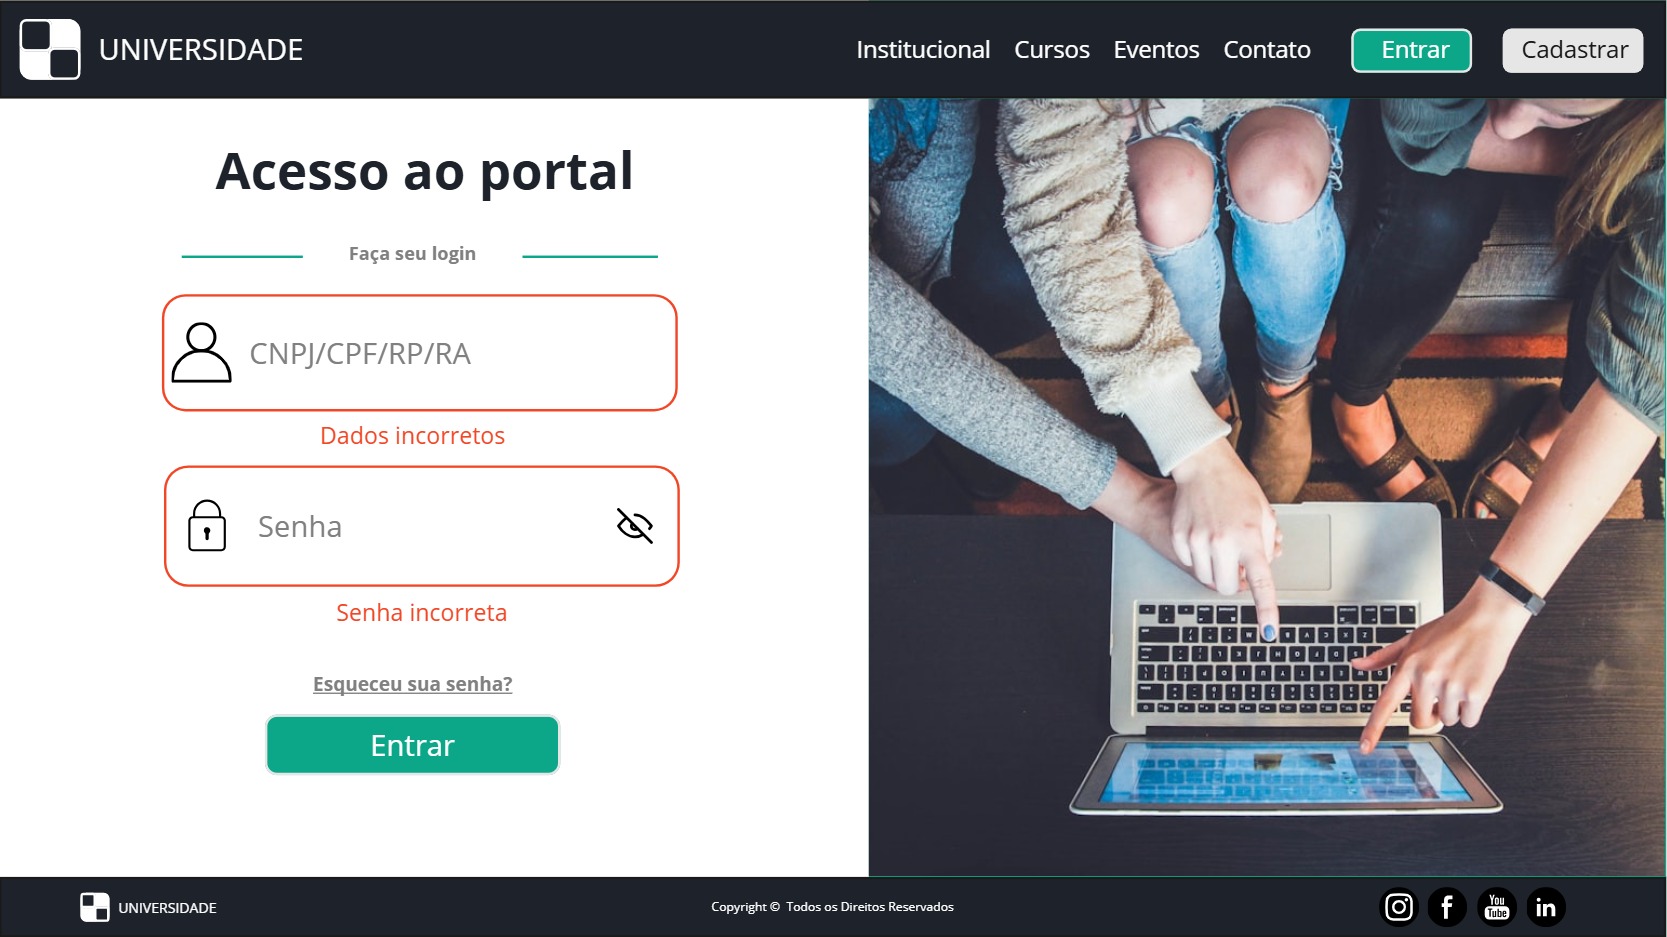 UNIVERSIDADE
Institucional Cursos Eventos Contato Entrar Cadastrar
Acesso ao portal
Faça seu login
CNPJ/CPF/RP/RA
Dados incorretos
Senha
Senha incorreta
Esqueceu sua senha?
Entrar
UNIVERSIDADE
Copyright © Todos os Direitos Reservados
You
Tube
in